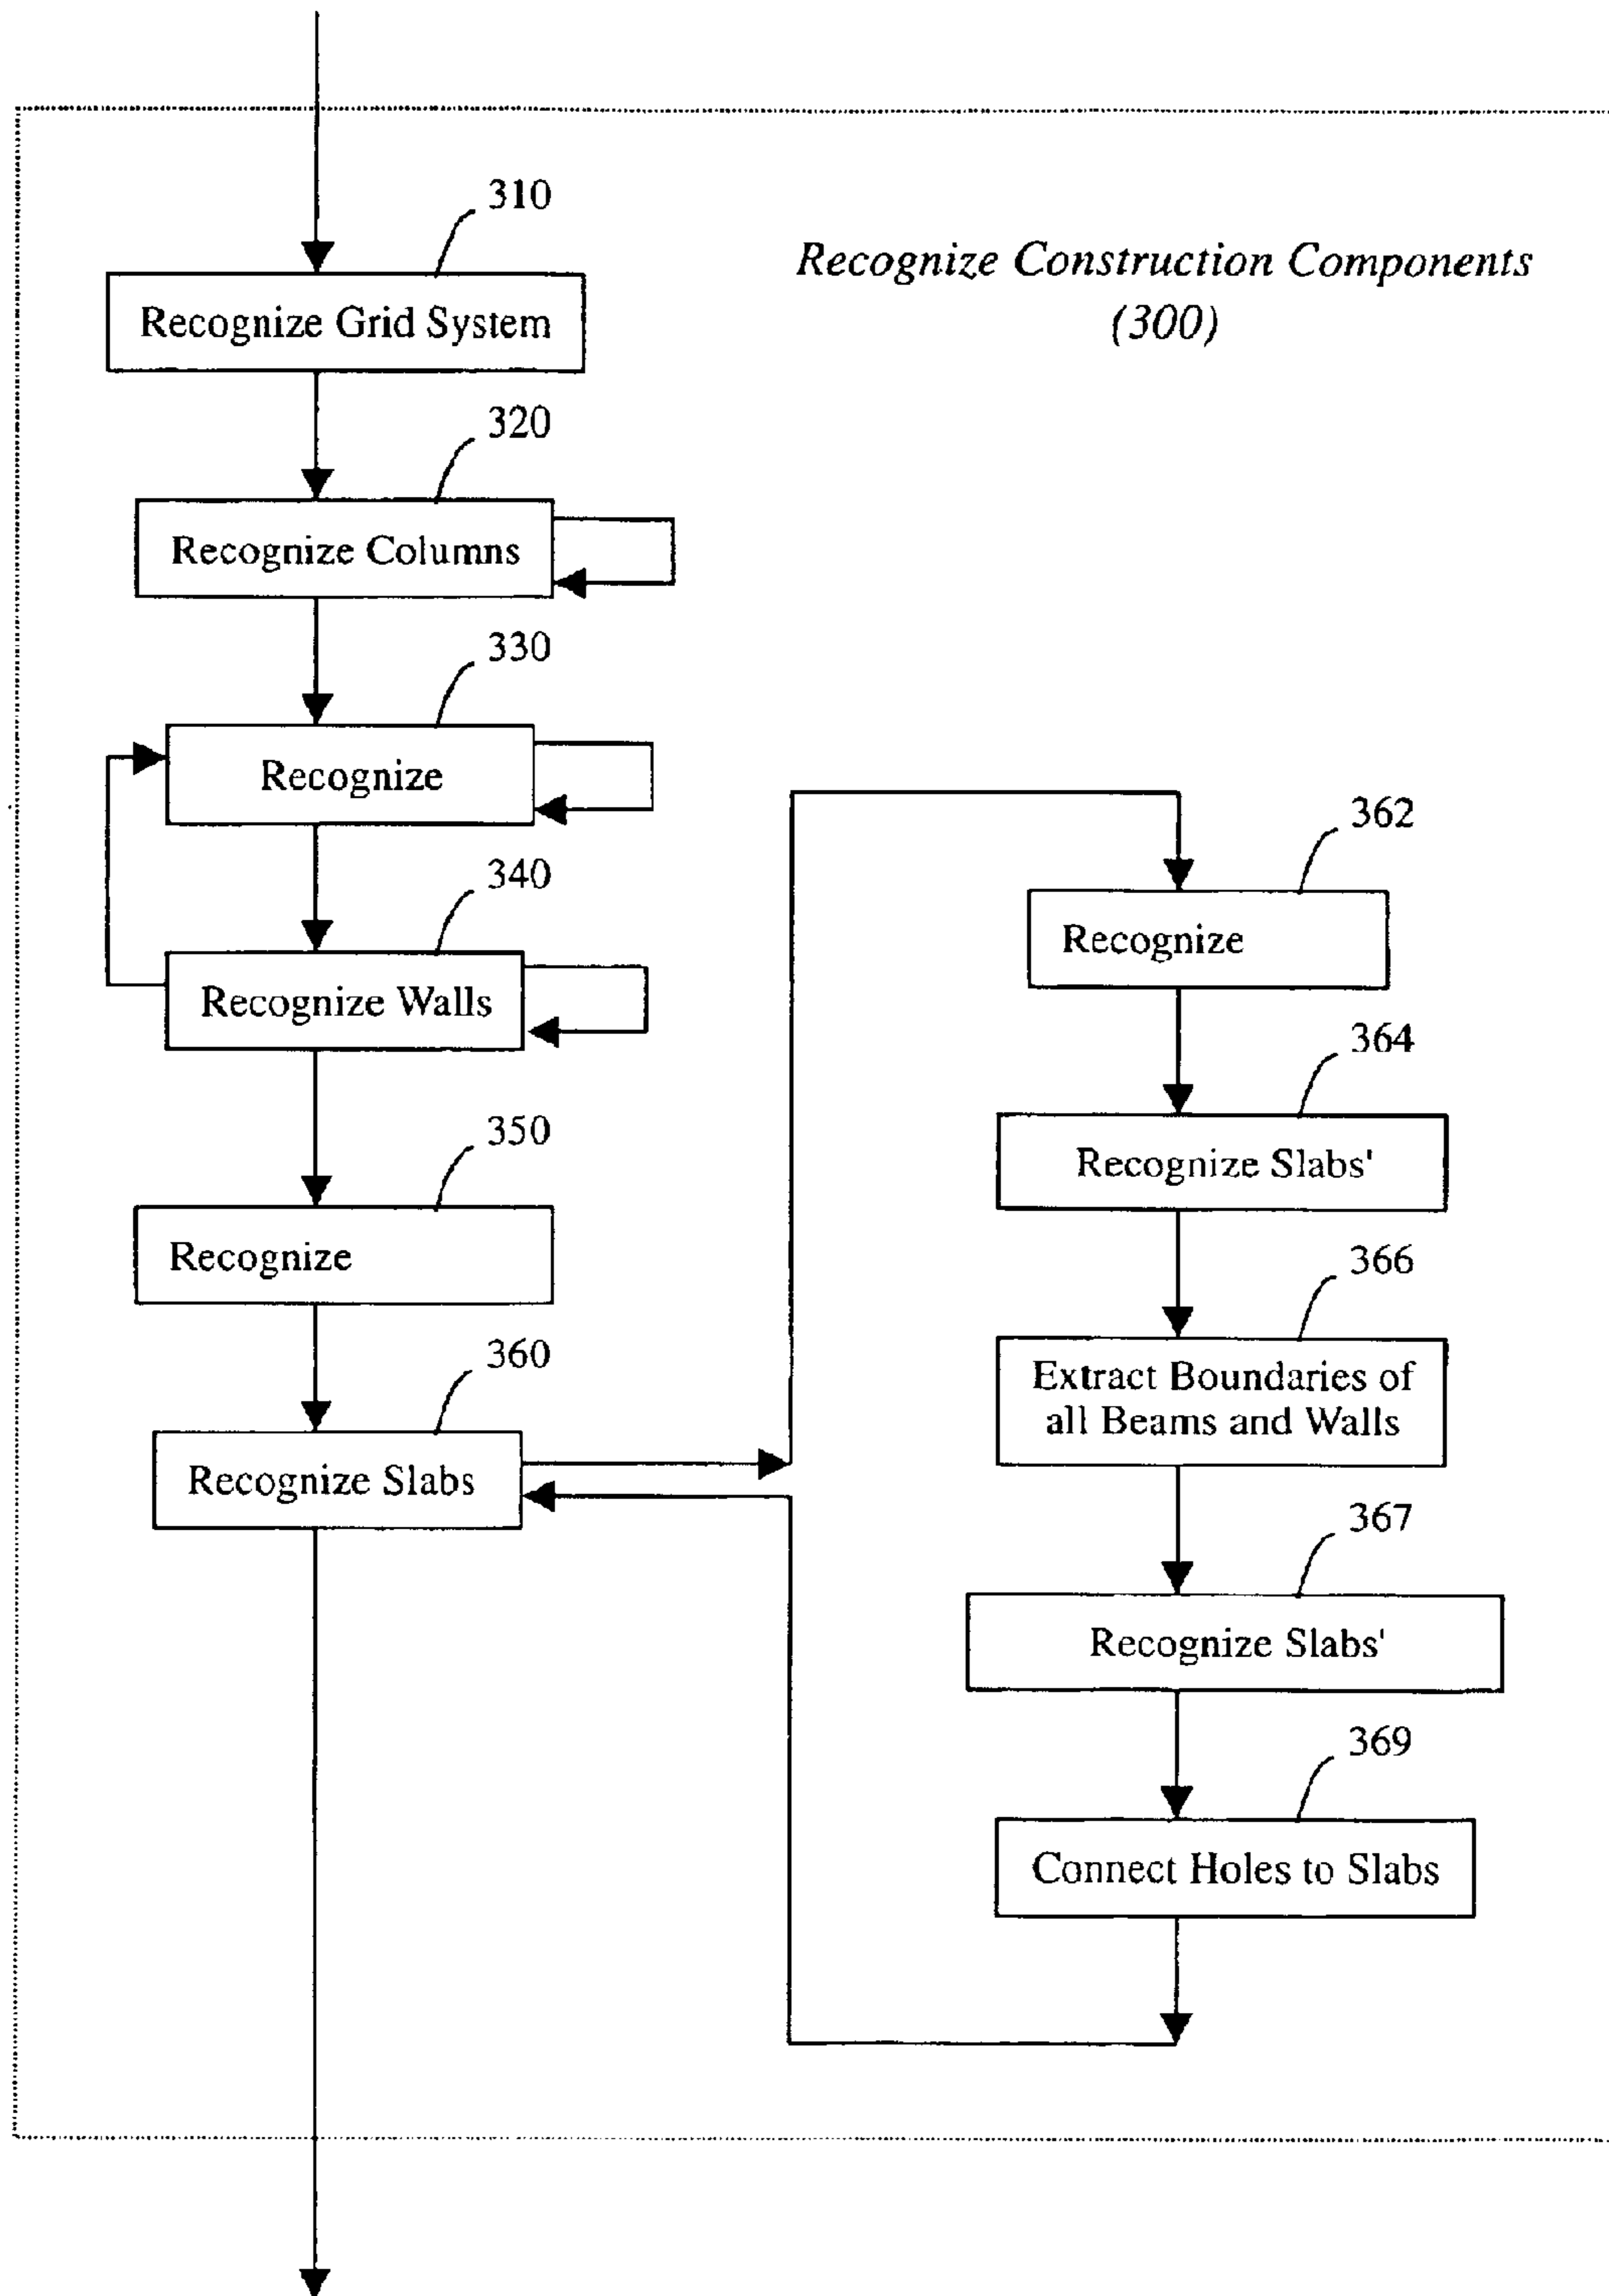 310
Recognize Construction Components
(300)
Recognize Grid System
320
Recognize Columns
330
Recognize
340
Recognize Walls
350
Recognize
360
Recognize Slabs
362
Recognize
364
Recognize Slabs'
366
Extract Boundaries of
all Beams and Walls
367
Recognize Slabs'
369
Connect Holes to Slabs